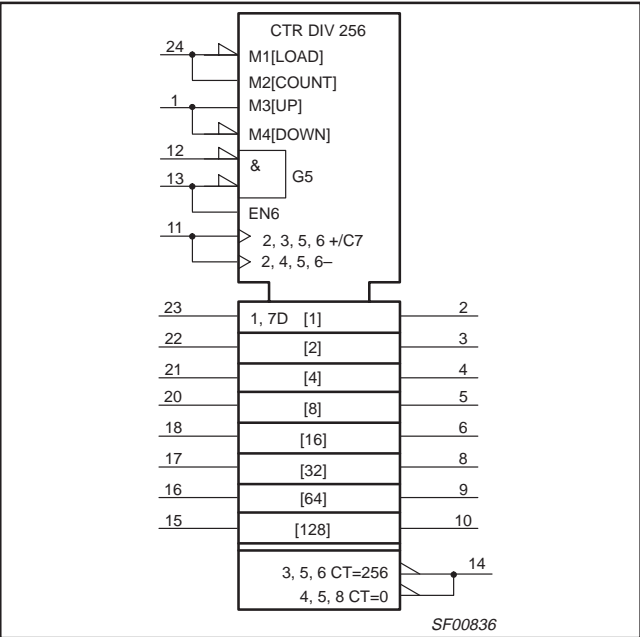 CTR DIV 256
24
M1[LOAD]
M2[COUNT]
1
M3[UP]
M4[DOWN]
12
&
G5
13
EN6
11
2, 3, 5, 6 +/C7
2, 4, 5, 6–
23 1, 7D [1] 2
22 [2] 3
21 [4] 4
20 [8] 5
18 [16] 6
17 [32] 8
16 [64] 9
15 [128] 10
3, 5, 6 CT=256 14
4, 5, 8 CT=0
SF00836